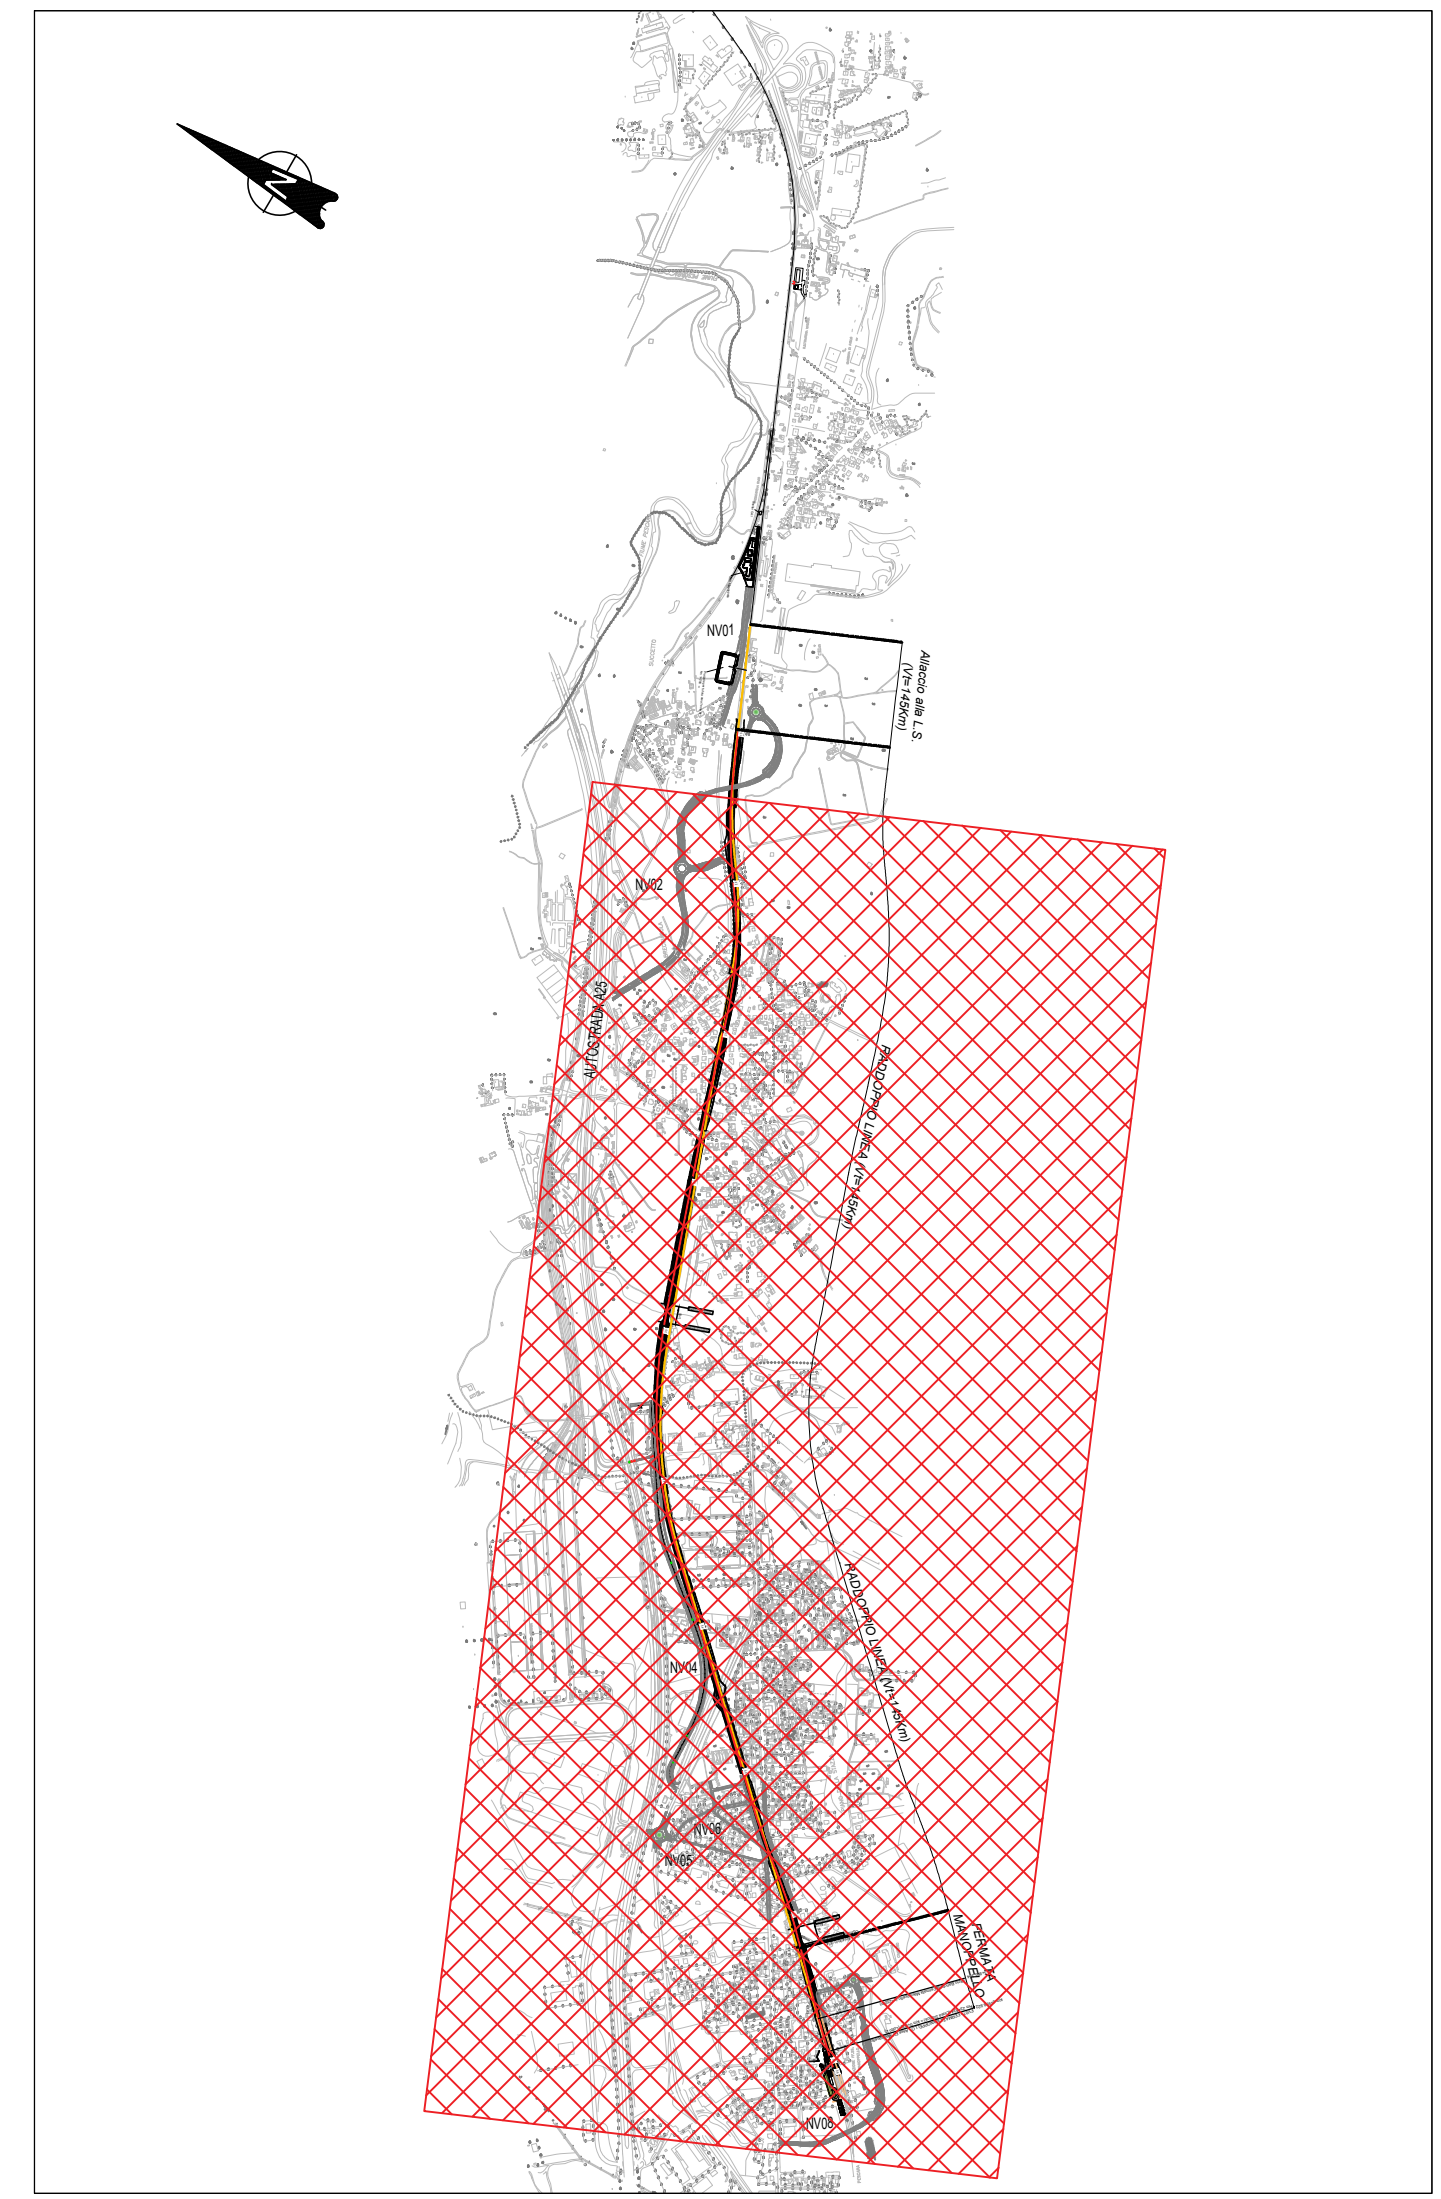 N
NV01
Allaccio alla L.S.
(Vt=145Km)
NV02
AUTOSTRADA A25
RADDOPPIO LINEA (Vt=145Km)
RADDOPPIO LINEA (Vt=145Km)
NV04
NV06
NV05
FERMATA
MANOPPELLO
NV08